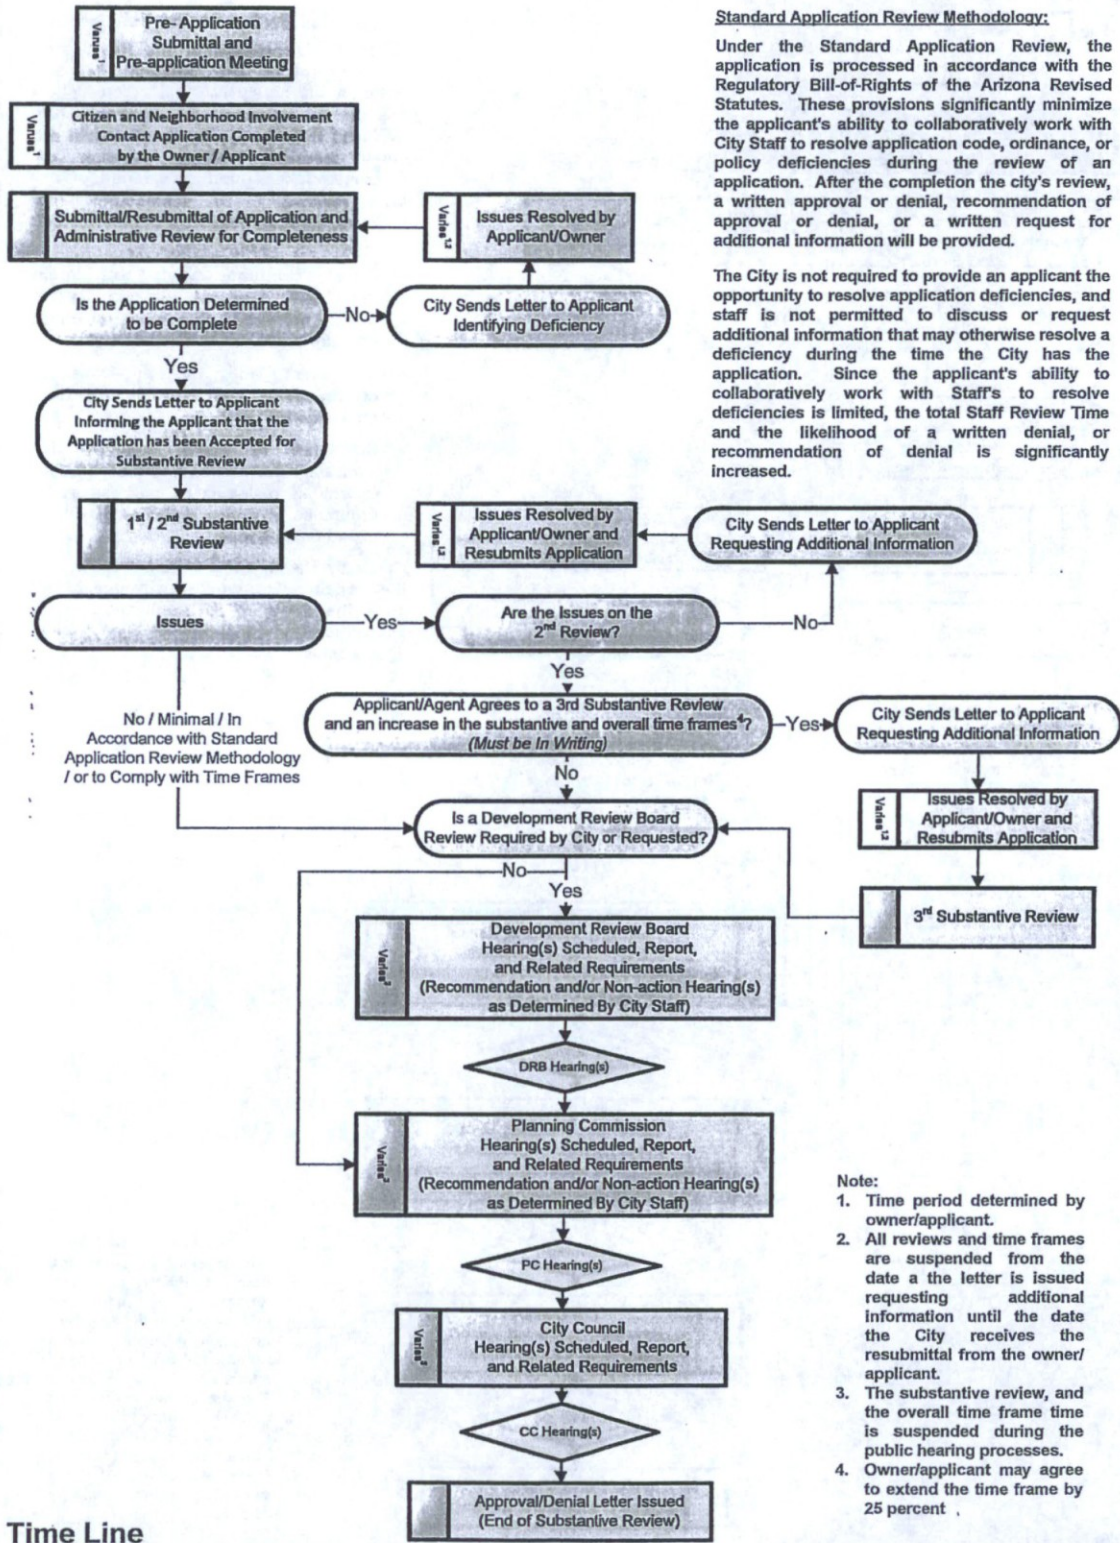 Pre- Application
Submittal and
Pre-application Meeting
Varies¹
Citizen and Neighborhood Involvement
Contact Application Completed
by the Owner / Applicant
Varies¹
Submittal/Resubmittal of Application and
Administrative Review for Completeness
Issues Resolved by
Applicant/Owner
Varies¹,²
Is the Application Determined
to be Complete
No
City Sends Letter to Applicant
Identifying Deficiency
Yes
City Sends Letter to Applicant
Informing the Applicant that the
Application has been Accepted for
Substantive Review
1st / 2nd Substantive
Review
Varies¹,²
Issues Resolved by
Applicant/Owner and
Resubmits Application
City Sends Letter to Applicant
Requesting Additional Information
Issues
Yes
Are the Issues on the
2nd Review?
No
Yes
No / Minimal / In
Accordance with Standard
Application Review Methodology
/ or to Comply with Time Frames
Applicant/Agent Agrees to a 3rd Substantive Review
and an increase in the substantive and overall time frames⁴?
(Must be In Writing)
Yes
City Sends Letter to Applicant
Requesting Additional Information
No
Varies¹,²
Issues Resolved by
Applicant/Owner and
Resubmits Application
Is a Development Review Board
Review Required by City or Requested?
3rd Substantive Review
No
Yes
Varies³
Development Review Board
Hearing(s) Scheduled, Report,
and Related Requirements
(Recommendation and/or Non-action Hearing(s)
as Determined By City Staff)
DRB Hearing(s)
Varies³
Planning Commission
Hearing(s) Scheduled, Report,
and Related Requirements
(Recommendation and/or Non-action Hearing(s)
as Determined By City Staff)
PC Hearing(s)
Varies³
City Council
Hearing(s) Scheduled, Report,
and Related Requirements
CC Hearing(s)
Approval/Denial Letter Issued
(End of Substantive Review)
Time Line
Standard Application Review Methodology:
Under the Standard Application Review, the
application is processed in accordance with the
Regulatory Bill-of-Rights of the Arizona Revised
Statutes. These provisions significantly minimize
the applicant's ability to collaboratively work with
City Staff to resolve application code, ordinance, or
policy deficiencies during the review of an
application. After the completion the city's review,
a written approval or denial, recommendation of
approval or denial, or a written request for
additional information will be provided.
The City is not required to provide an applicant the
opportunity to resolve application deficiencies, and
staff is not permitted to discuss or request
additional information that may otherwise resolve a
deficiency during the time the City has the
application. Since the applicant's ability to
collaboratively work with Staff's to resolve
deficiencies is limited, the total Staff Review Time
and the likelihood of a written denial, or
recommendation of denial is significantly
increased.
Note:
1. Time period determined by
owner/applicant.
2. All reviews and time frames
are suspended from the
date a the letter is issued
requesting additional
information until the date
the City receives the
resubmittal from the owner/
applicant.
3. The substantive review, and
the overall time frame time
is suspended during the
public hearing processes.
4. Owner/applicant may agree
to extend the time frame by
25 percent